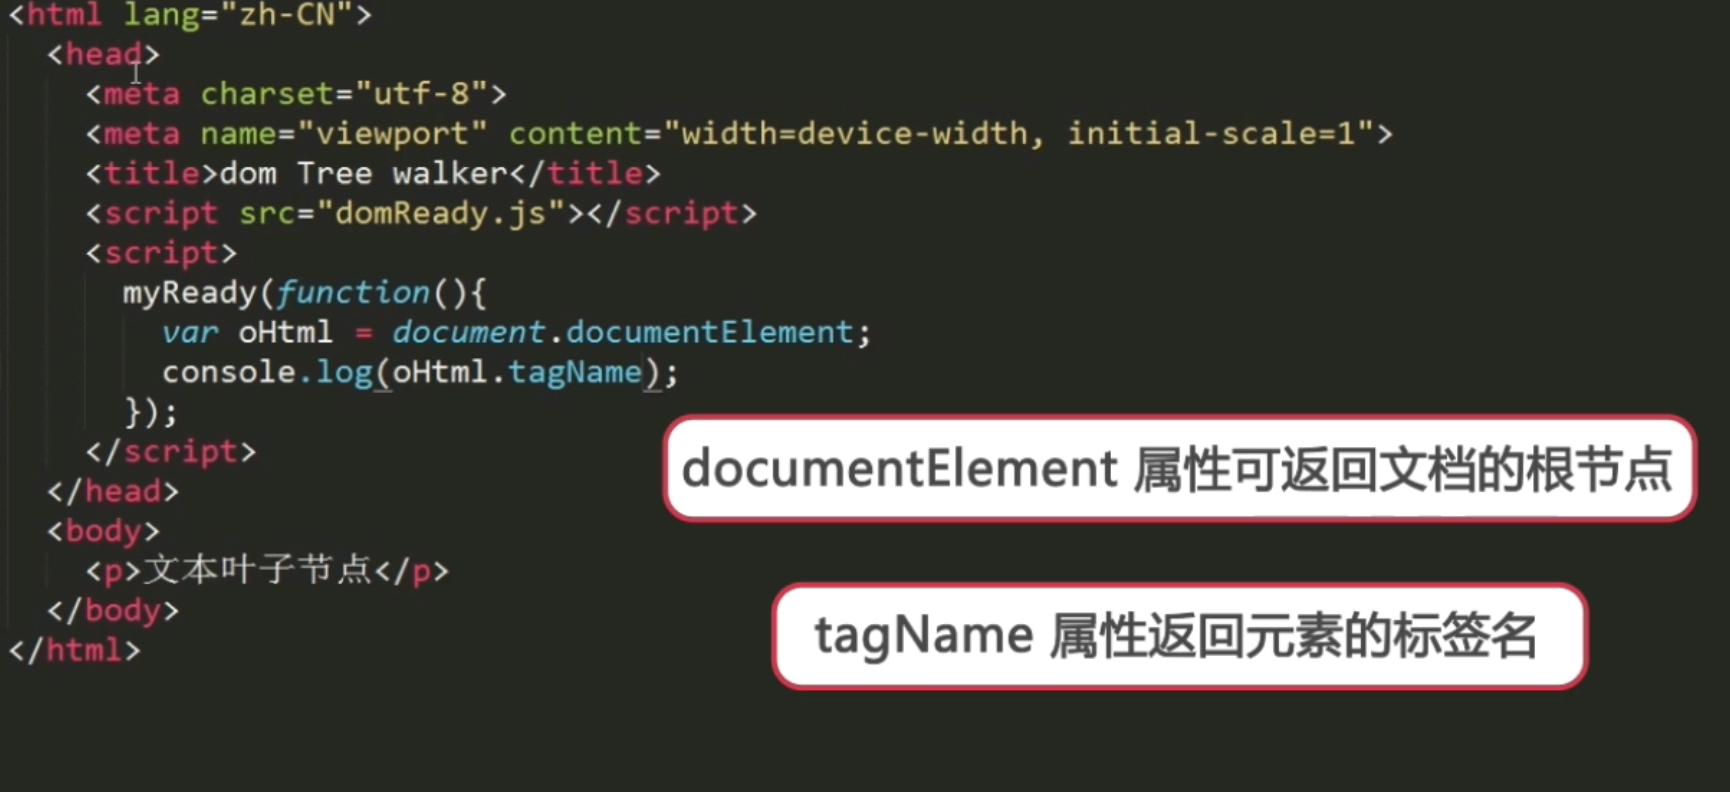 <html lang="zh-CN">
<head>
<meta charset="utf-8">
<meta name="viewport" content="width=device-width, initial-scale=1">
<title>dom Tree walker</title>
<script src="domReady.js"></script>
<script>
myReady(function(){
var oHtml = document.documentElement;
console.log(oHtml.tagName);
});
</script>
</head>
<body>
<p>文本叶子节点</p>
</body>
</html>
documentElement 属性可返回文档的根节点
tagName 属性返回元素的标签名